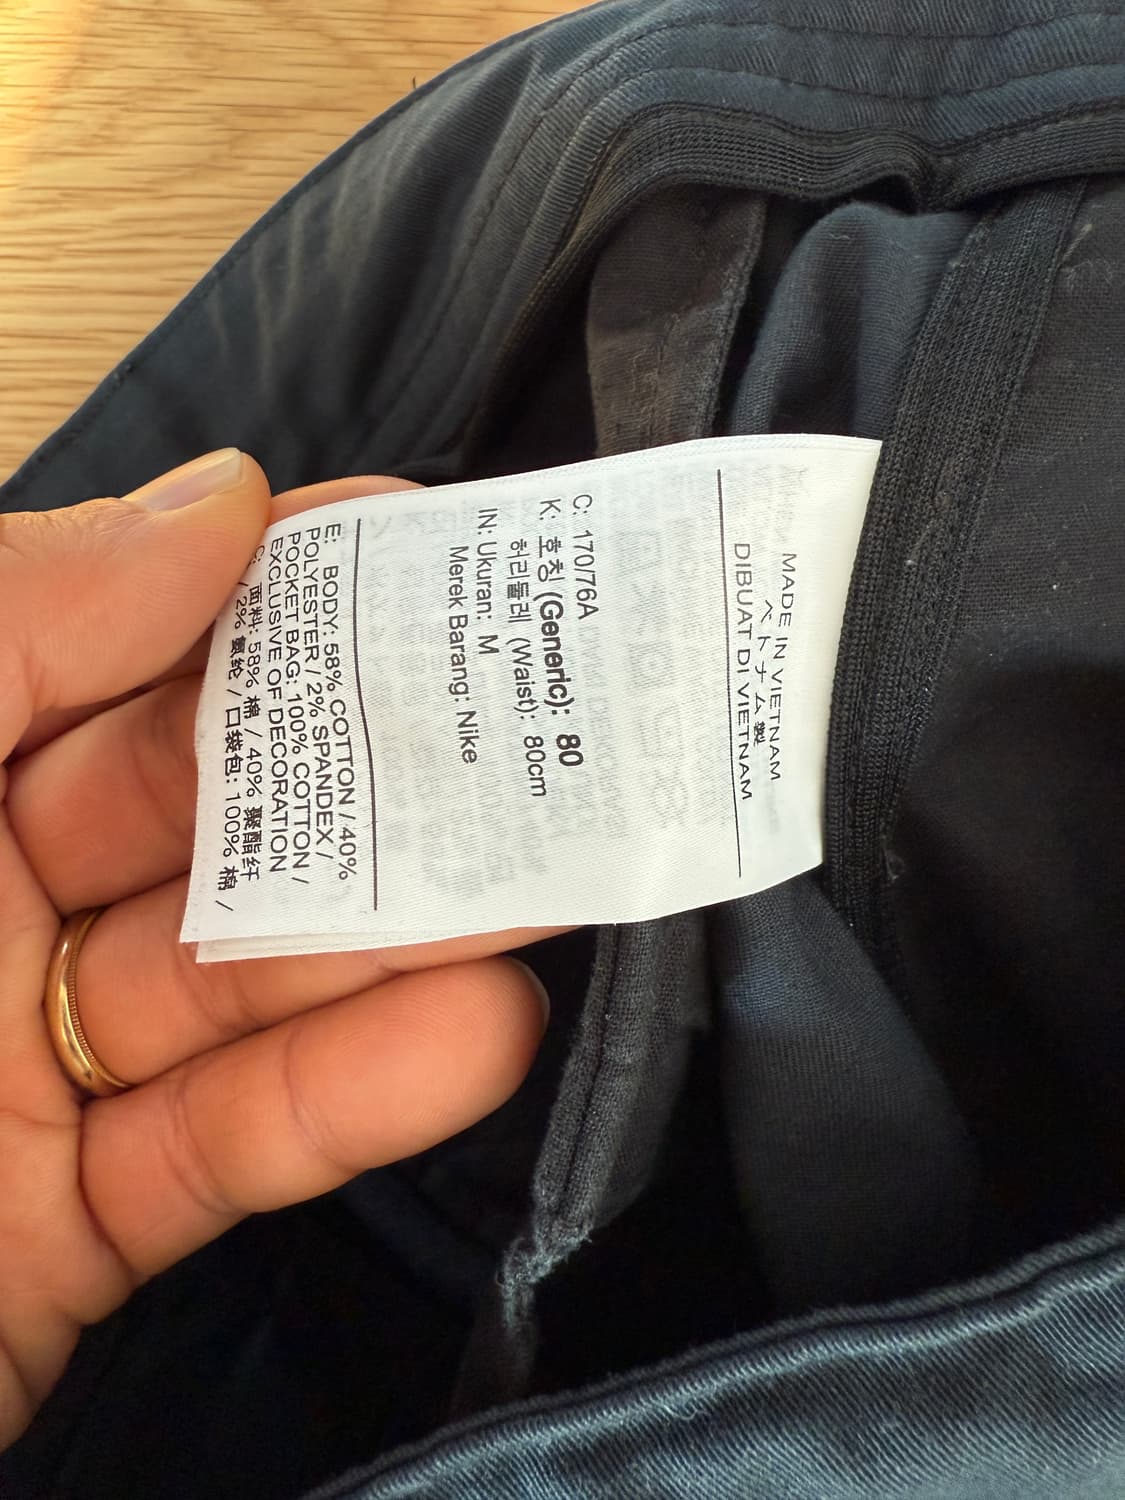 MADE IN VIETNAM
ベトナム製
DIBUAT DI VIETNAM
C: 170/76A
K: 호칭 (Generic): 80
허리둘레 (Waist): 80cm
IN: Ukuran: M
Merek Barang: Nike
E: BODY: 58% COTTON / 40%
POLYESTER / 2% SPANDEX /
POCKET BAG: 100% COTTON /
EXCLUSIVE OF DECORATION
C: 面料: 58% 棉 / 40% 聚酯纤
/ 2% 氨纶 / 口袋包: 100% 棉 /